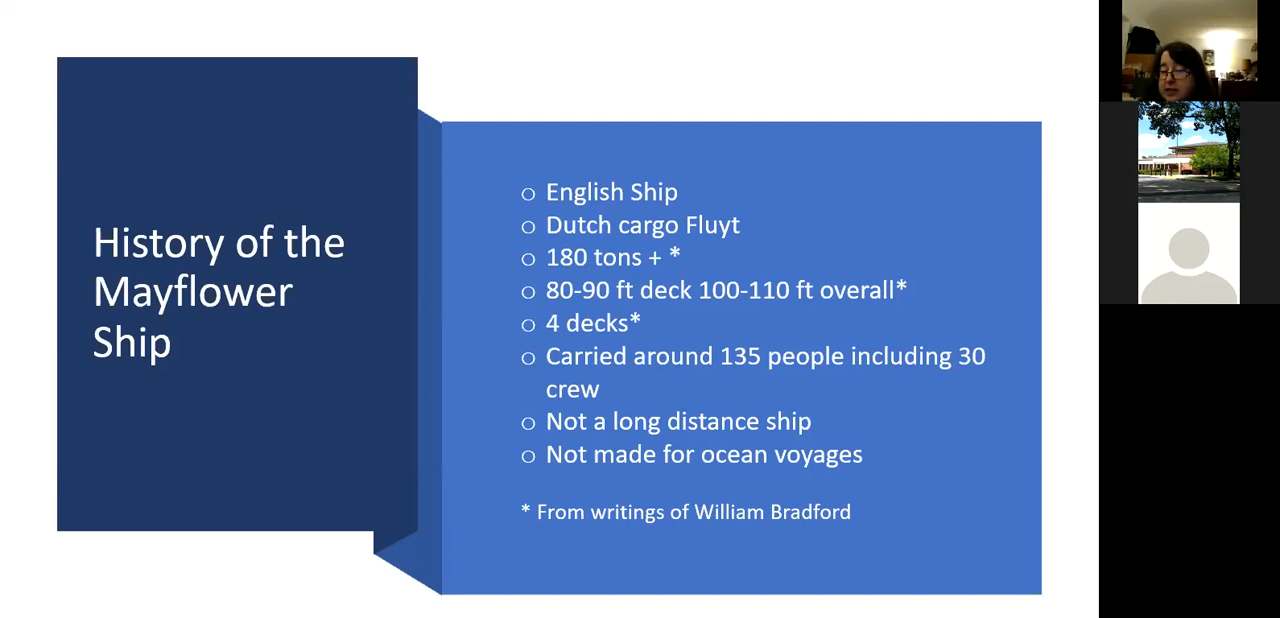 History of the
Mayflower
Ship
o English Ship
o Dutch cargo Fluyt
o 180 tons + *
o 80-90 ft deck 100-110 ft overall*
o 4 decks*
o Carried around 135 people including 30
crew
o Not a long distance ship
o Not made for ocean voyages
* From writings of William Bradford